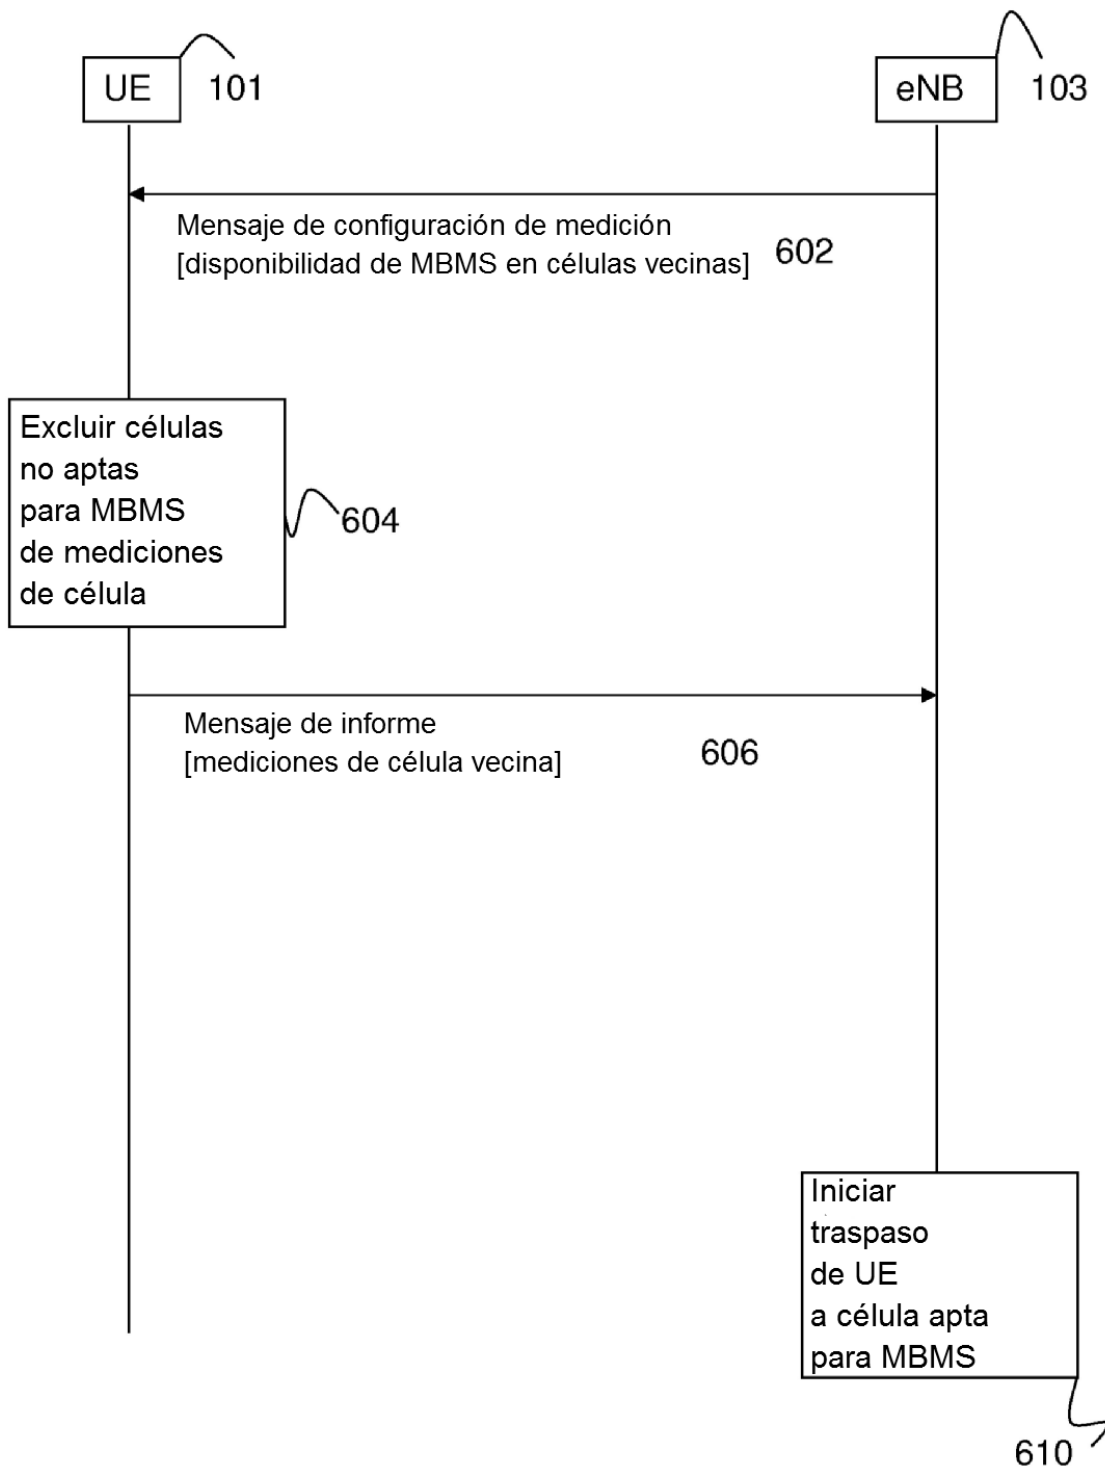 UE
101
eNB
103
Mensaje de configuración de medición
[disponibilidad de MBMS en células vecinas]
602
Excluir células
no aptas
para MBMS
de mediciones
de célula
604
Mensaje de informe
[mediciones de célula vecina]
606
Iniciar
traspaso
de UE
a célula apta
para MBMS
610